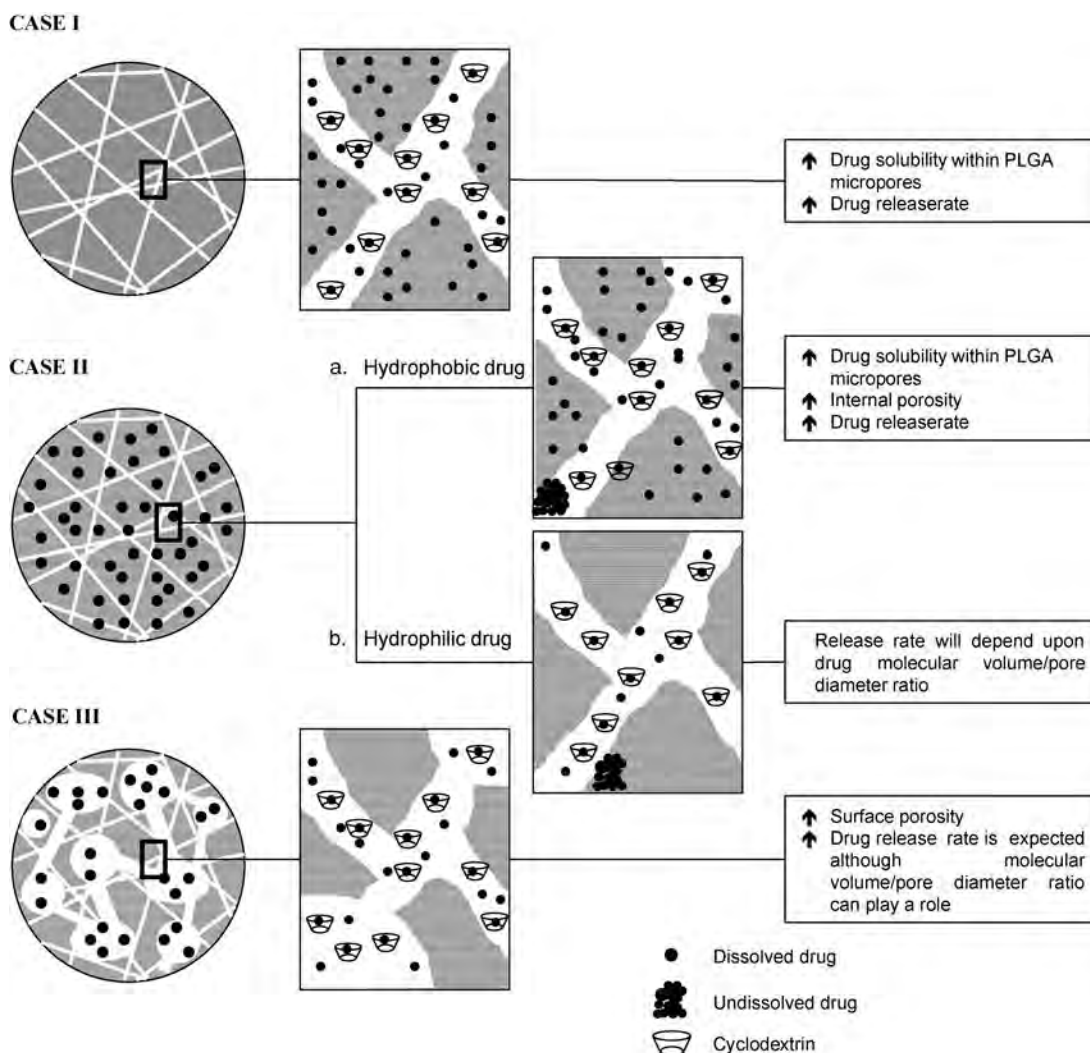 CASE I
Drug solubility within PLGA
micropores
Drug releaserate
CASE II
a. Hydrophobic drug
Drug solubility within PLGA
micropores
Internal porosity
Drug releaserate
b. Hydrophilic drug
Release rate will depend upon
drug molecular volume/pore
diameter ratio
CASE III
Surface porosity
Drug release rate is expected
although molecular
volume/pore diameter ratio
can play a role
Dissolved drug
Undissolved drug
Cyclodextrin